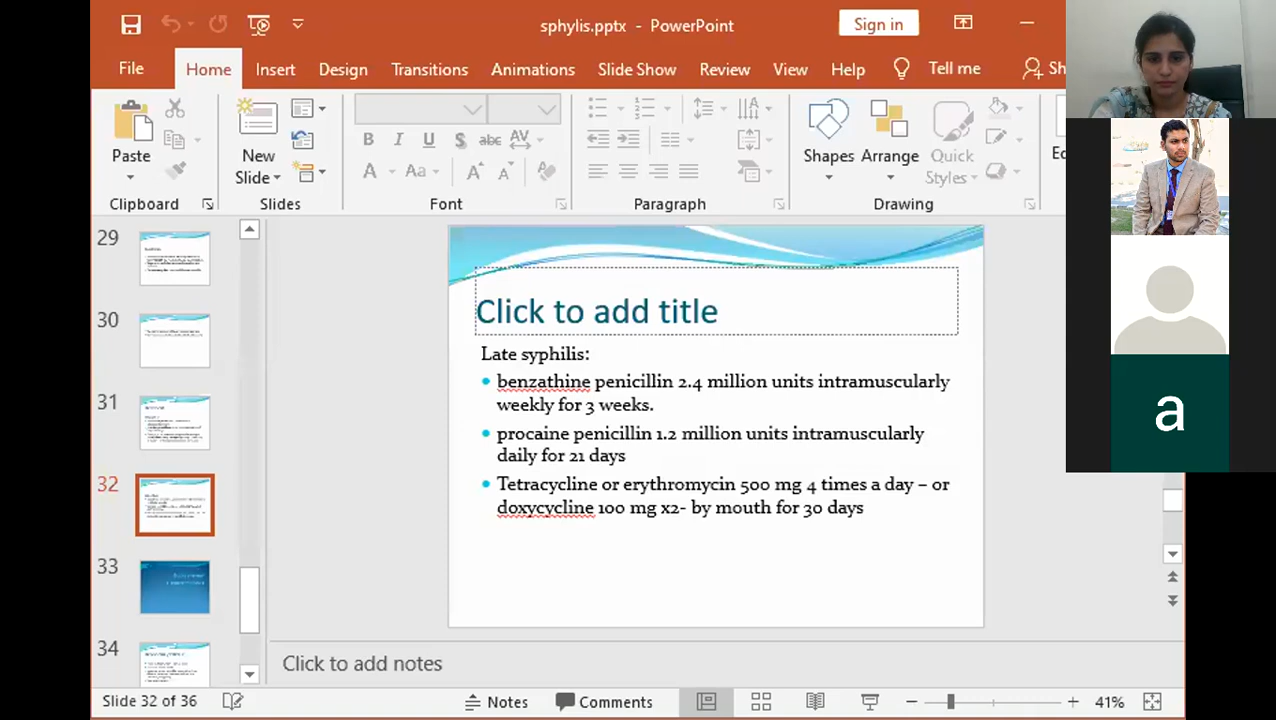 sphylis.pptx - PowerPoint
Sign in
File Home Insert Design Transitions Animations Slide Show Review View Help Tell me Sh
Paste
New
Slide
Shapes Arrange Quick
Styles
Clipboard Slides Font Paragraph Drawing
29
30
31
32
33
34
Click to add title
Late syphilis:
• benzathine penicillin 2.4 million units intramuscularly
weekly for 3 weeks.
• procaine penicillin 1.2 million units intramuscularly
daily for 21 days
• Tetracycline or erythromycin 500 mg 4 times a day – or
doxycycline 100 mg x2- by mouth for 30 days
a
Click to add notes
Slide 32 of 36 Notes Comments 41%